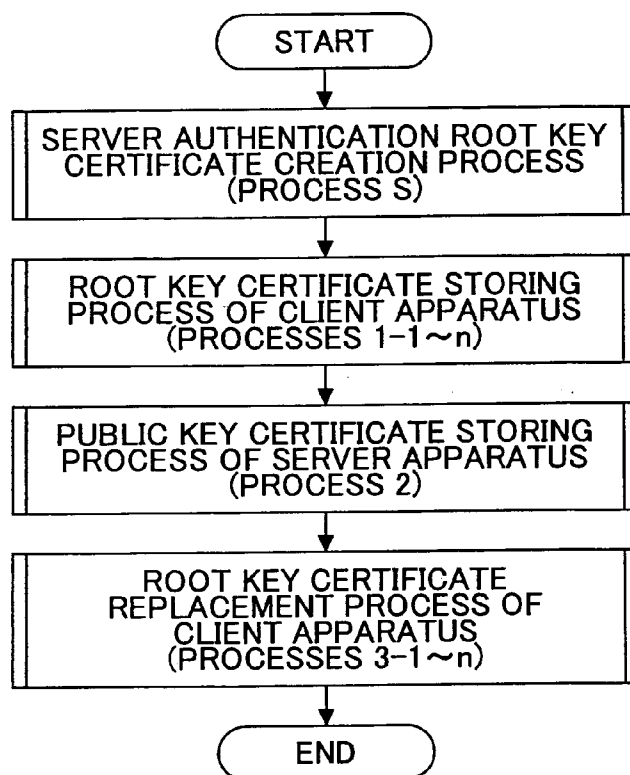 START
SERVER AUTHENTICATION ROOT KEY
CERTIFICATE CREATION PROCESS
(PROCESS S)
ROOT KEY CERTIFICATE STORING
PROCESS OF CLIENT APPARATUS
(PROCESSES 1-1~n)
PUBLIC KEY CERTIFICATE STORING
PROCESS OF SERVER APPARATUS
(PROCESS 2)
ROOT KEY CERTIFICATE
REPLACEMENT PROCESS OF
CLIENT APPARATUS
(PROCESSES 3-1~n)
END